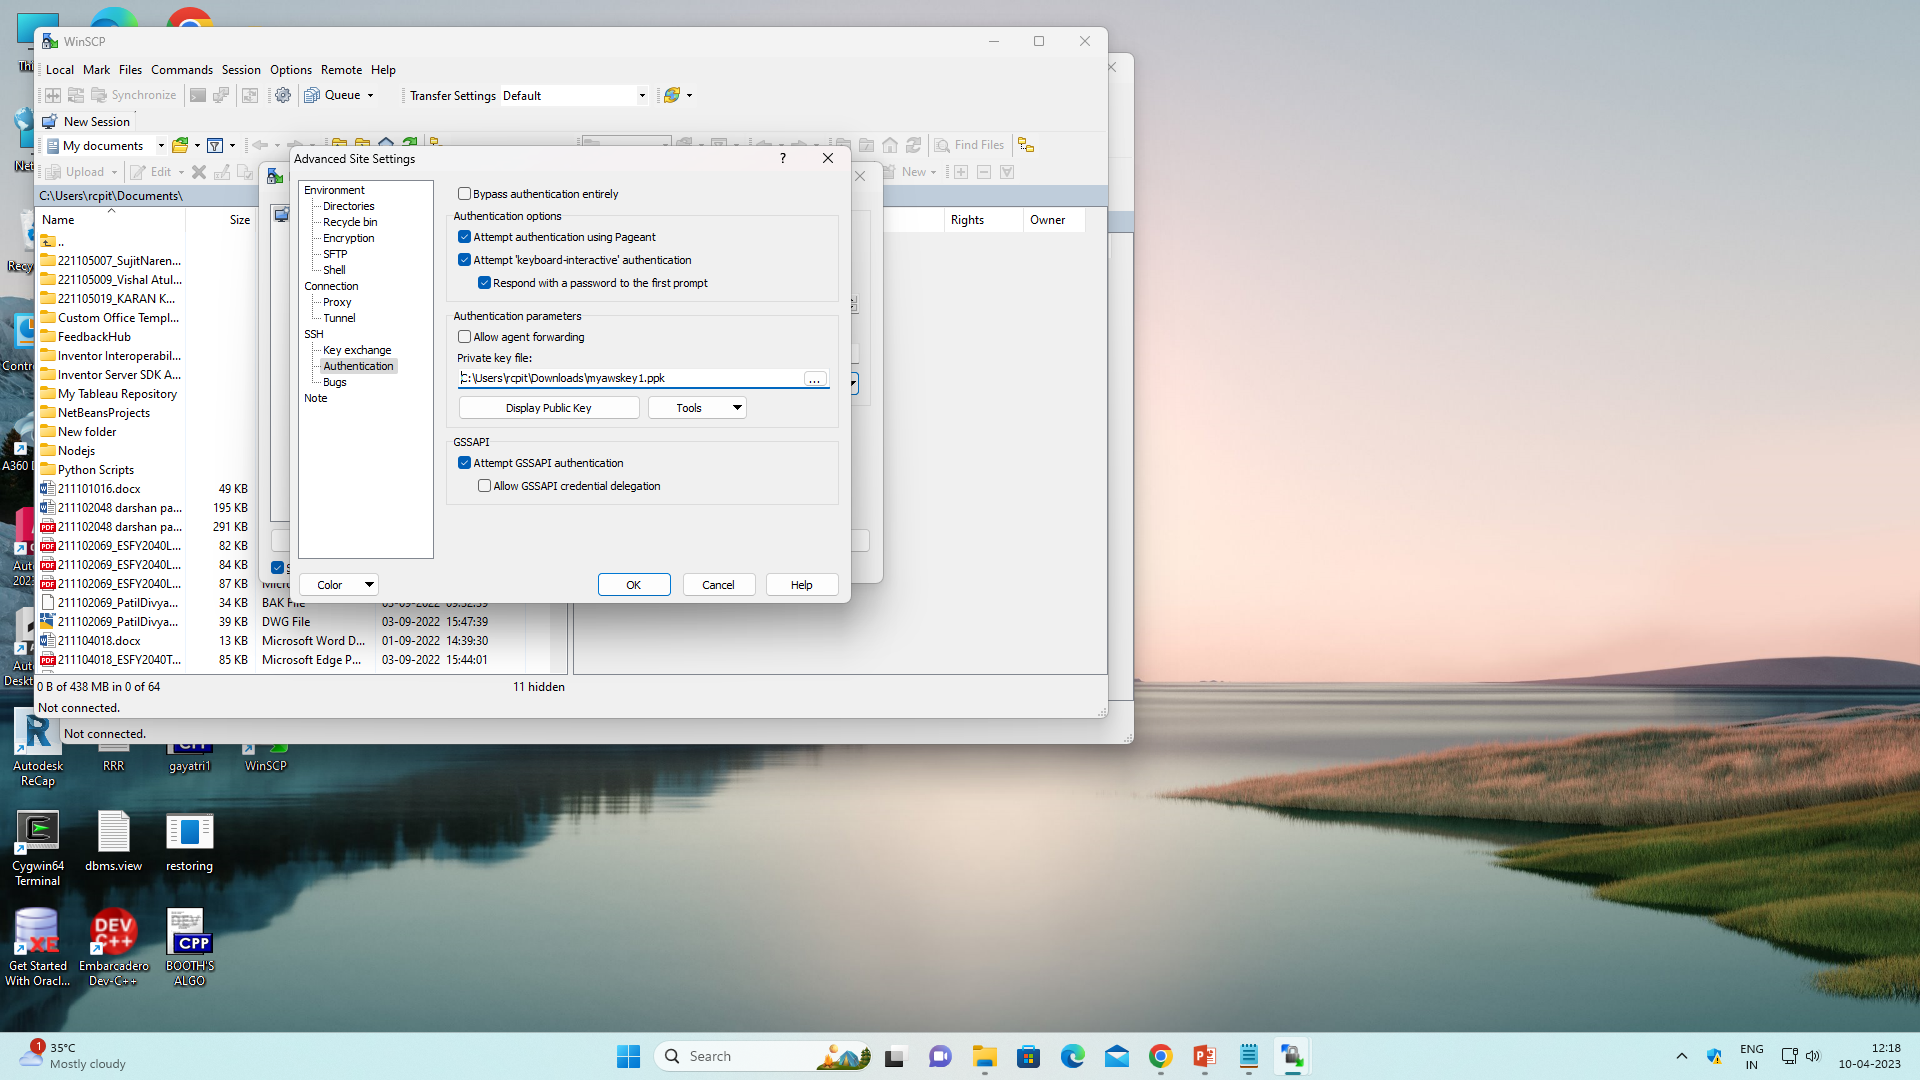 WinSCP
Local Mark Files Commands Session Options Remote Help
Synchronize
Queue
Transfer Settings Default
New Session
My documents
Find Files
Upload
Edit
New
C:\Users\rcpit\Documents\
Name Size
Rights Owner
..
221105007_SujitNaren...
221105009_Vishal Atul...
221105019_KARAN K...
Custom Office Templ...
FeedbackHub
Inventor Interoperabil...
Inventor Server SDK A...
My Tableau Repository
NetBeansProjects
New folder
Nodejs
Python Scripts
211101016.docx 49 KB
211102048 darshan pa... 195 KB
211102048 darshan pa... 291 KB
211102069_ESFY2040L... 82 KB
211102069_ESFY2040L... 84 KB
211102069_ESFY2040L... 87 KB
211102069_PatilDivya... 34 KB BAK File 03-09-2022 09:52:59
211102069_PatilDivya... 39 KB DWG File 03-09-2022 15:47:39
211104018.docx 13 KB Microsoft Word D... 01-09-2022 14:39:30
211104018_ESFY2040T... 85 KB Microsoft Edge P... 03-09-2022 15:44:01
0 B of 438 MB in 0 of 64
11 hidden
Not connected.
Not connected.
Advanced Site Settings
?
Environment
Directories
Recycle bin
Encryption
SFTP
Shell
Connection
Proxy
Tunnel
SSH
Key exchange
Authentication
Bugs
Note
Bypass authentication entirely
Authentication options
Attempt authentication using Pageant
Attempt 'keyboard-interactive' authentication
Respond with a password to the first prompt
Authentication parameters
Allow agent forwarding
Private key file:
C:\Users\rcpit\Downloads\myawskey1.ppk
...
Display Public Key
Tools
GSSAPI
Attempt GSSAPI authentication
Allow GSSAPI credential delegation
Color
OK
Cancel
Help
Autodesk
ReCap
RRR
gayatri1
WinSCP
Cygwin64
Terminal
dbms.view
restoring
Get Started
With Oracl...
DEV
C++
Embarcadero
Dev-C++
CPP
BOOTH'S
ALGO
1
35°C
Mostly cloudy
Search
ENG
IN
12:18
10-04-2023